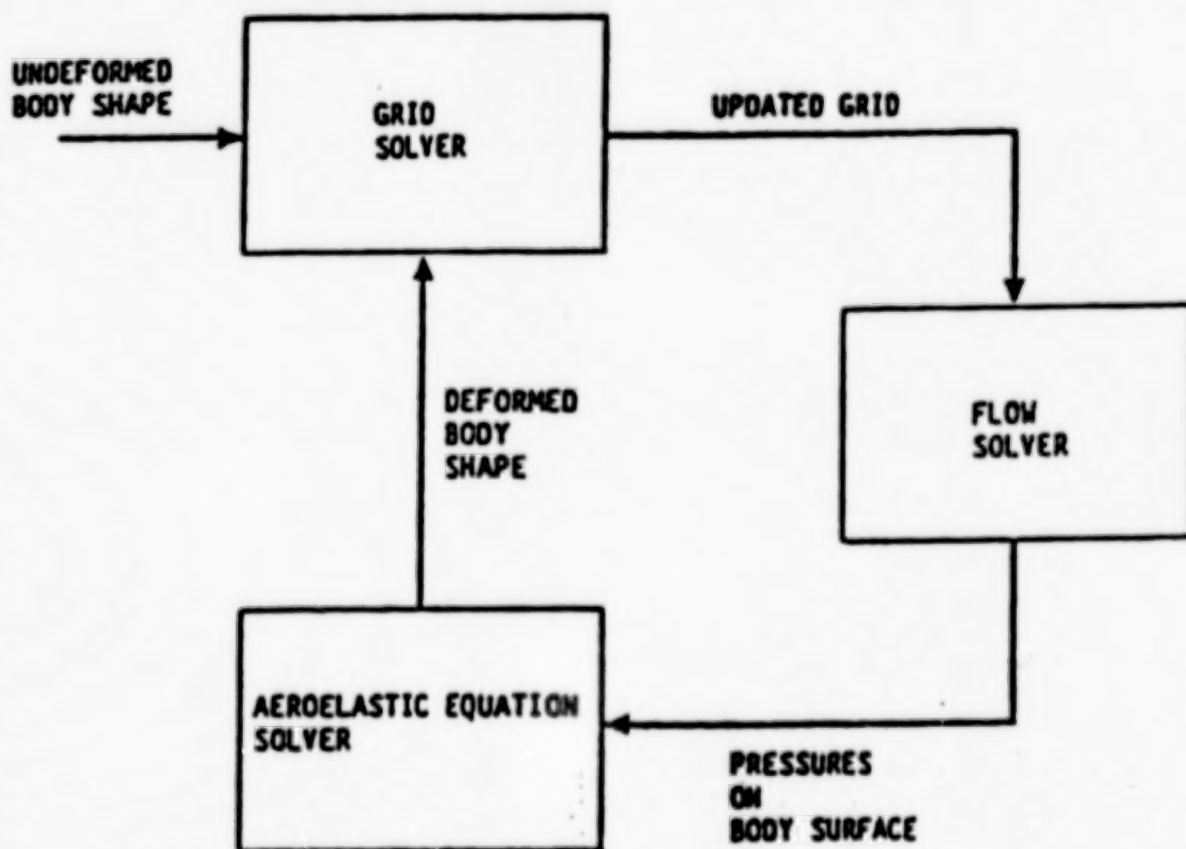 UNDEFORMED
BODY SHAPE
GRID
SOLVER
UPDATED GRID
DEFORMED
BODY
SHAPE
FLOW
SOLVER
AEROELASTIC EQUATION
SOLVER
PRESSURES
ON
BODY SURFACE